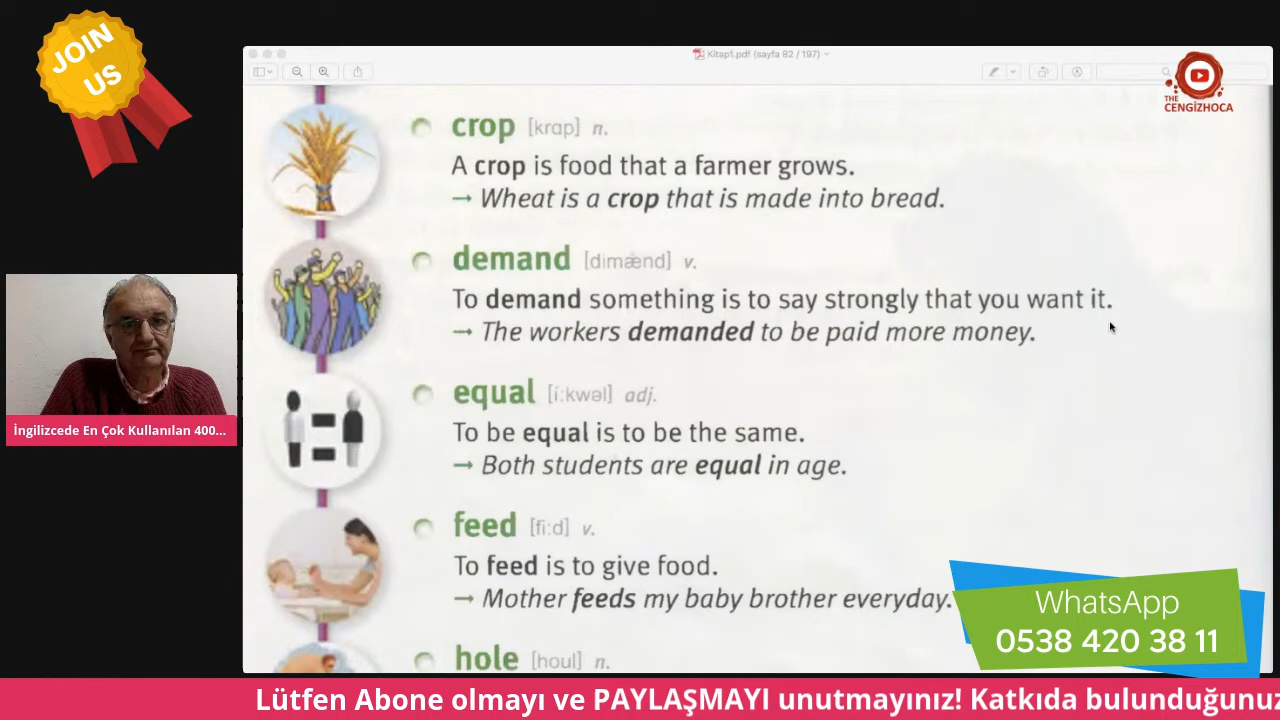 JOIN
US
Kitap1.pdf (sayfa 82 / 197)
THE
CENGİZHOCA
crop [krɑp] n.
A crop is food that a farmer grows.
→ Wheat is a crop that is made into bread.
demand [dimænd] v.
To demand something is to say strongly that you want it.
→ The workers demanded to be paid more money.
equal [i:kwəl] adj.
To be equal is to be the same.
→ Both students are equal in age.
feed [fi:d] v.
To feed is to give food.
→ Mother feeds my baby brother everyday.
hole [houl] n.
İngilizcede En Çok Kullanılan 400...
WhatsApp
0538 420 38 11
Lütfen Abone olmayı ve PAYLAŞMAYI unutmayınız! Katkıda bulunduğunuz